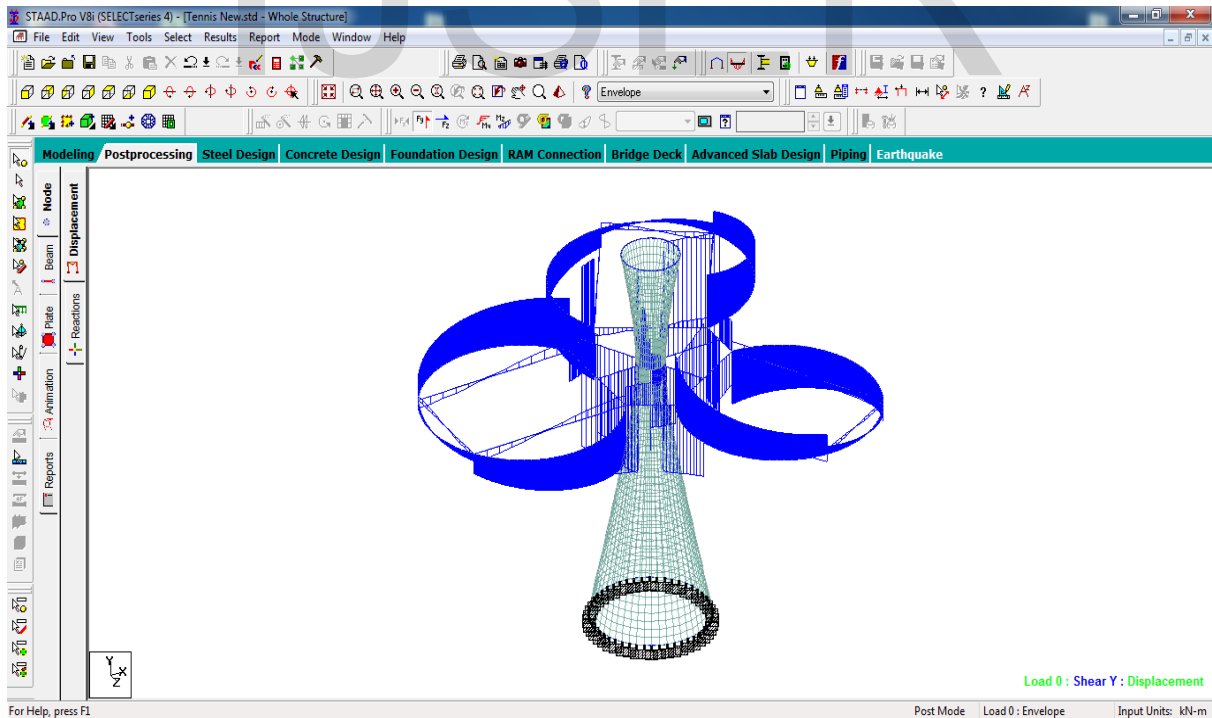 STAAD.Pro V8i (SELECTseries 4) - [Tennis New.std - Whole Structure]
File Edit View Tools Select Results Report Mode Window Help
Envelope
Modeling Postprocessing Steel Design Concrete Design Foundation Design RAM Connection Bridge Deck Advanced Slab Design Piping Earthquake
Node
Beam
Plate
Animation
Reports
Displacement
Reactions
Y
X
Z
Load 0 : Shear Y : Displacement
For Help, press F1
Post Mode Load 0 : Envelope Input Units: kN-m